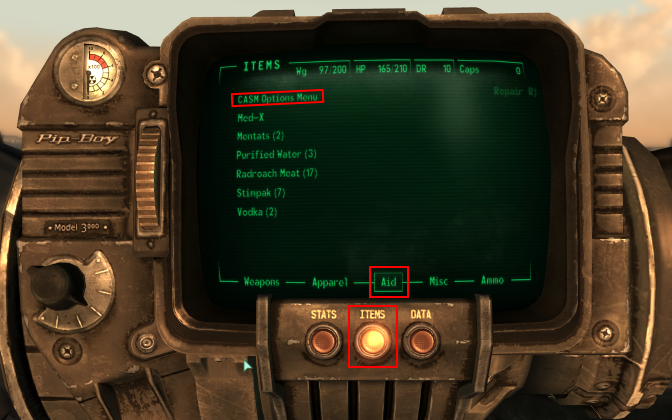 ITEMS Wg 97/200 HP 165/210 DR 10 Caps 0
Repair
CASM Options Menu
Med-X
Mentats (2)
Purified Water (3)
Radroach Meat (17)
Stimpak (7)
Vodka (2)
x100
Pip-Boy
Model 3000
Weapons Apparel Aid Misc Ammo
STATS ITEMS DATA